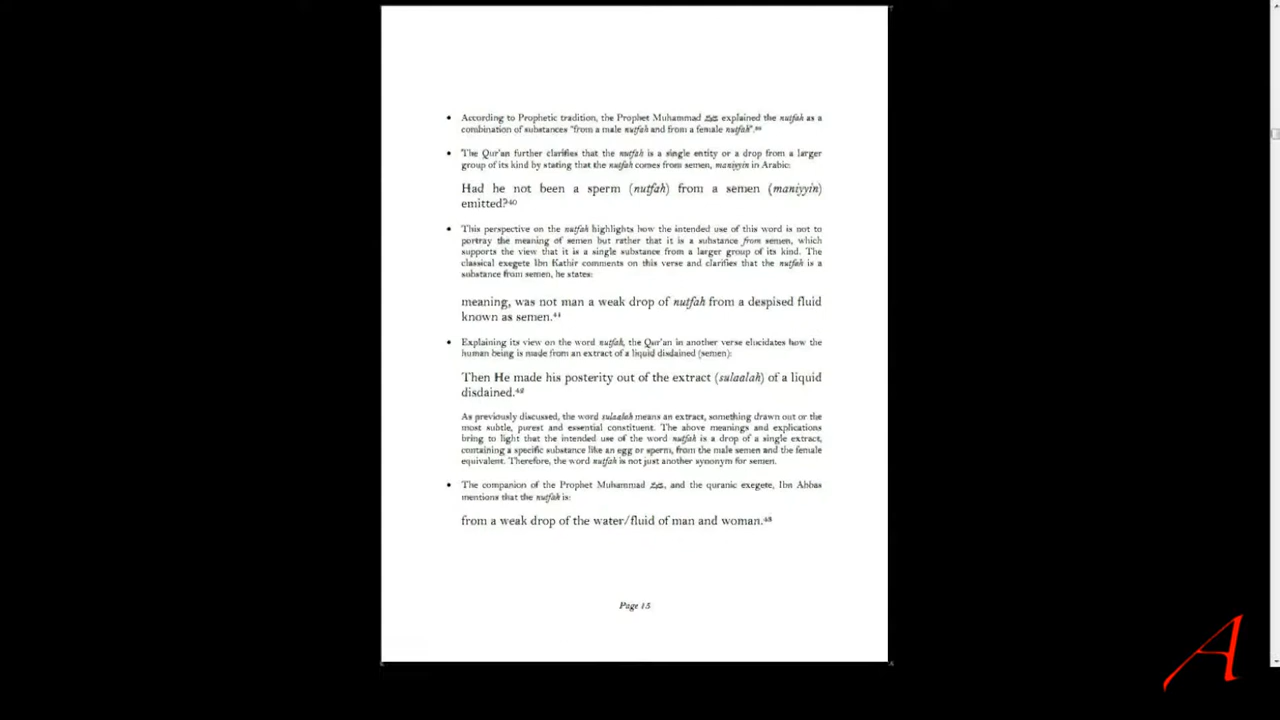 • According to Prophetic tradition, the Prophet Muhammad ﷺ explained the nutfah as a
combination of substances "from a male nutfah and from a female nutfah".³⁹
• The Qur'an further clarifies that the nutfah is a single entity or a drop from a larger
group of its kind by stating that the nutfah comes from semen, maniyyin in Arabic:
Had he not been a sperm (nutfah) from a semen (maniyyin)
emitted?⁴⁰
• This perspective on the nutfah highlights how the intended use of this word is not to
portray the meaning of semen but rather that it is a substance from semen, which
supports the view that it is a single substance from a larger group of its kind. The
classical exegete Ibn Kathir comments on this verse and clarifies that the nutfah is a
substance from semen, he states:
meaning, was not man a weak drop of nutfah from a despised fluid
known as semen.⁴¹
• Explaining its view on the word nutfah, the Qur'an in another verse elucidates how the
human being is made from an extract of a liquid disdained (semen):
Then He made his posterity out of the extract (sulaalah) of a liquid
disdained.⁴²
As previously discussed, the word sulaalah means an extract, something drawn out or the
most subtle, purest and essential constituent. The above meanings and explications
bring to light that the intended use of the word nutfah is a drop of a single extract,
containing a specific substance like an egg or sperm, from the male semen and the female
equivalent. Therefore, the word nutfah is not just another synonym for semen.
• The companion of the Prophet Muhammad ﷺ, and the quranic exegete, Ibn Abbas
mentions that the nutfah is:
from a weak drop of the water/fluid of man and woman.⁴³
Page 15
A